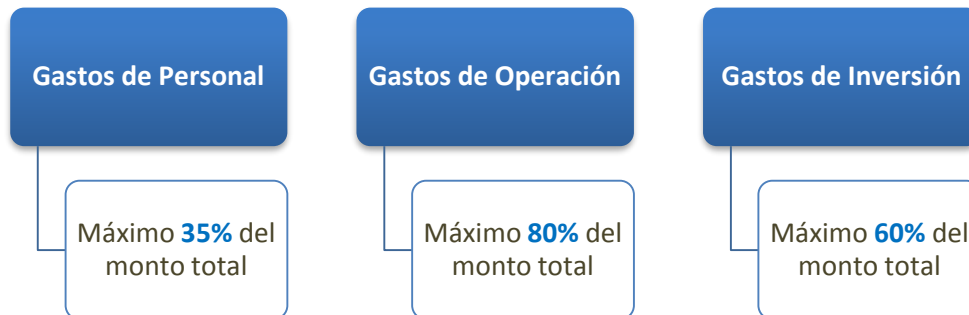 Gastos de Personal
Máximo 35% del
monto total
Gastos de Operación
Máximo 80% del
monto total
Gastos de Inversión
Máximo 60% del
monto total